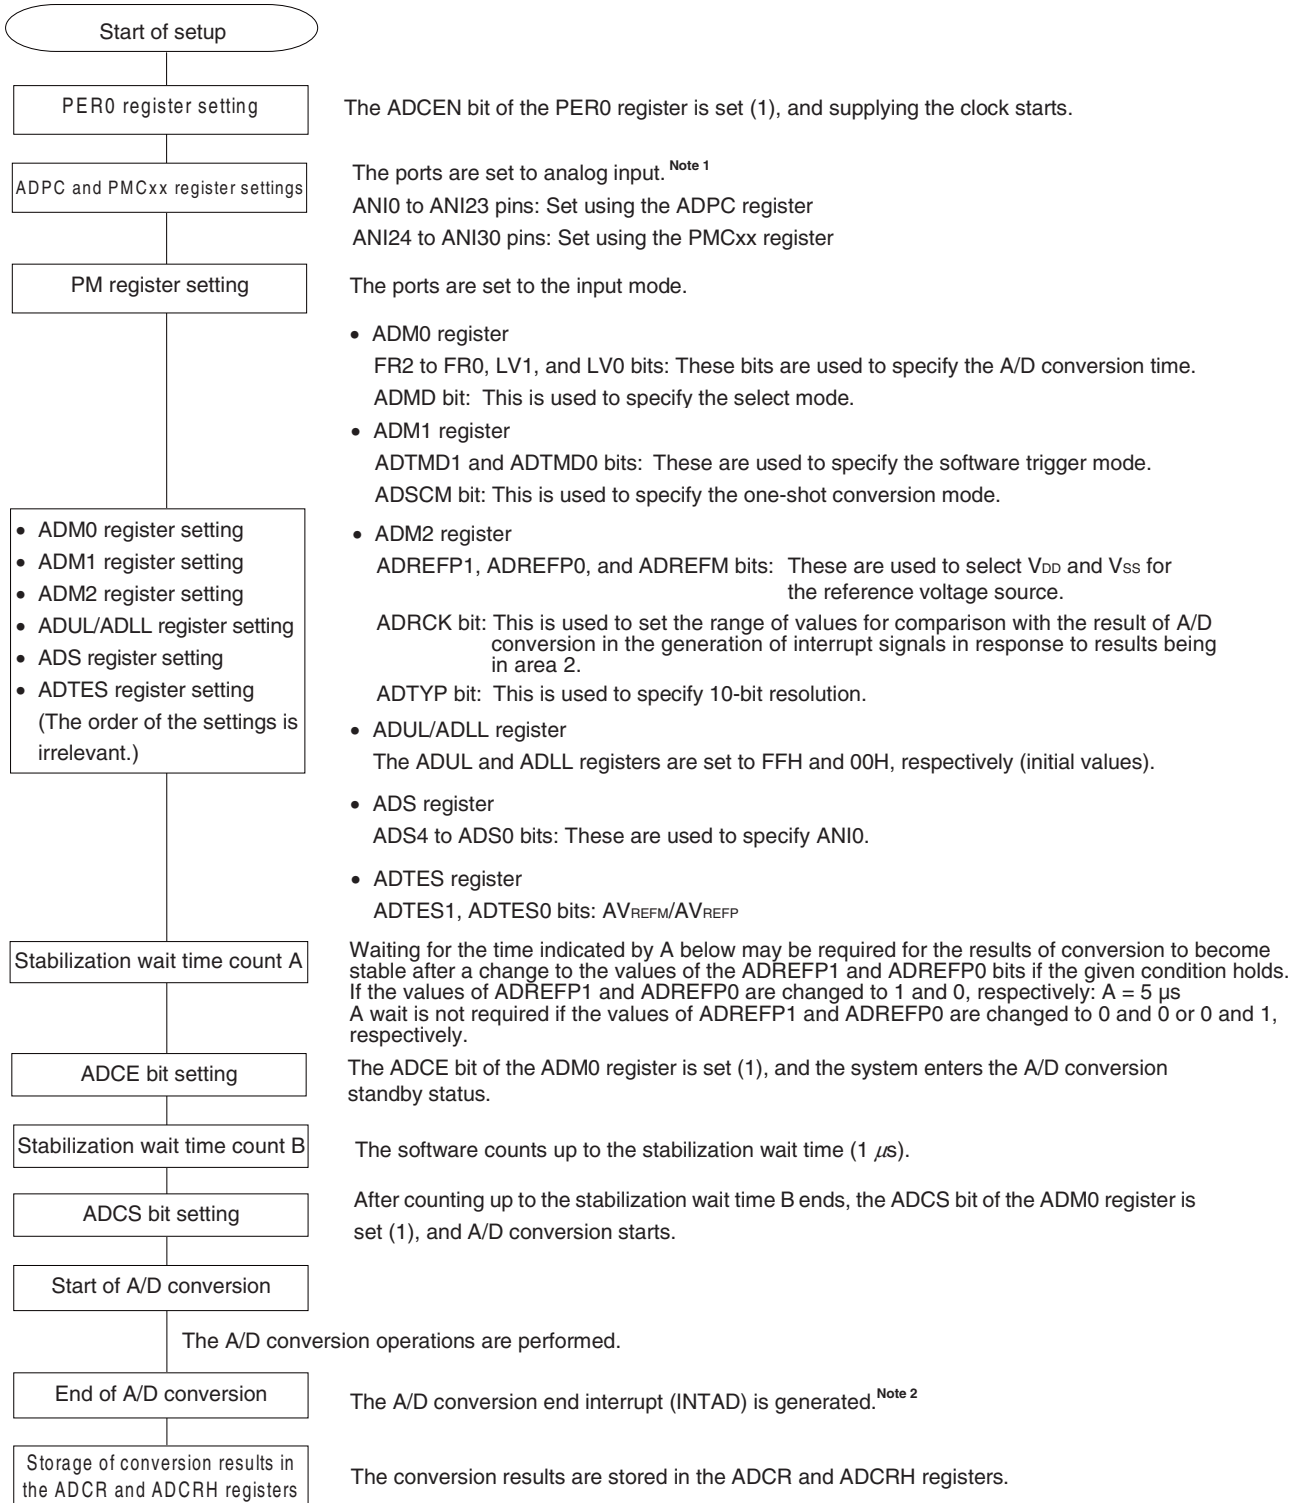 Start of setup
PER0 register setting
The ADCEN bit of the PER0 register is set (1), and supplying the clock starts.
ADPC and PMCxx register settings
The ports are set to analog input. Note 1
ANI0 to ANI23 pins: Set using the ADPC register
ANI24 to ANI30 pins: Set using the PMCxx register
PM register setting
The ports are set to the input mode.
• ADM0 register
FR2 to FR0, LV1, and LV0 bits: These bits are used to specify the A/D conversion time.
ADMD bit: This is used to specify the select mode.
• ADM1 register
ADTMD1 and ADTMD0 bits: These are used to specify the software trigger mode.
ADSCM bit: This is used to specify the one-shot conversion mode.
• ADM0 register setting
• ADM1 register setting
• ADM2 register setting
• ADUL/ADLL register setting
• ADS register setting
• ADTES register setting
(The order of the settings is
irrelevant.)
• ADM2 register
ADREFP1, ADREFP0, and ADREFM bits: These are used to select VDD and VSS for
the reference voltage source.
ADRCK bit: This is used to set the range of values for comparison with the result of A/D
conversion in the generation of interrupt signals in response to results being
in area 2.
ADTYP bit: This is used to specify 10-bit resolution.
• ADUL/ADLL register
The ADUL and ADLL registers are set to FFH and 00H, respectively (initial values).
• ADS register
ADS4 to ADS0 bits: These are used to specify ANI0.
• ADTES register
ADTES1, ADTES0 bits: AVREFM/AVREFP
Stabilization wait time count A
Waiting for the time indicated by A below may be required for the results of conversion to become
stable after a change to the values of the ADREFP1 and ADREFP0 bits if the given condition holds.
If the values of ADREFP1 and ADREFP0 are changed to 1 and 0, respectively: A = 5 µs
A wait is not required if the values of ADREFP1 and ADREFP0 are changed to 0 and 0 or 0 and 1,
respectively.
ADCE bit setting
The ADCE bit of the ADM0 register is set (1), and the system enters the A/D conversion
standby status.
Stabilization wait time count B
The software counts up to the stabilization wait time (1 µs).
ADCS bit setting
After counting up to the stabilization wait time B ends, the ADCS bit of the ADM0 register is
set (1), and A/D conversion starts.
Start of A/D conversion
The A/D conversion operations are performed.
End of A/D conversion
The A/D conversion end interrupt (INTAD) is generated. Note 2
Storage of conversion results in
the ADCR and ADCRH registers
The conversion results are stored in the ADCR and ADCRH registers.